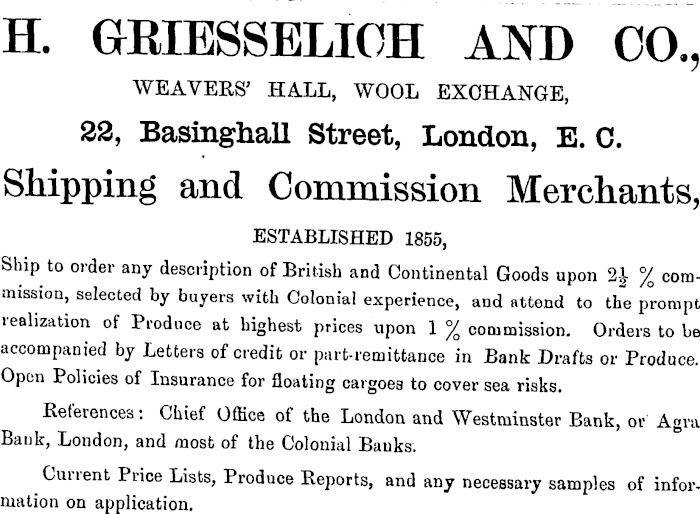 H. GRIESSELICH AND CO.,
WEAVERS' HALL, WOOL EXCHANGE,
22, Basinghall Street, London, E. C.
Shipping and Commission Merchants,
ESTABLISHED 1855,
Ship to order any description of British and Continental Goods upon 2½ % com-
mission, selected by buyers with Colonial experience, and attend to the prompt
realization of Produce at highest prices upon 1 % commission. Orders to be
accompanied by Letters of credit or part-remittance in Bank Drafts or Produce.
Open Policies of Insurance for floating cargoes to cover sea risks.
References: Chief Office of the London and Westminster Bank, or Agra
Bank, London, and most of the Colonial Banks.
Current Price Lists, Produce Reports, and any necessary samples of infor-
mation on application.